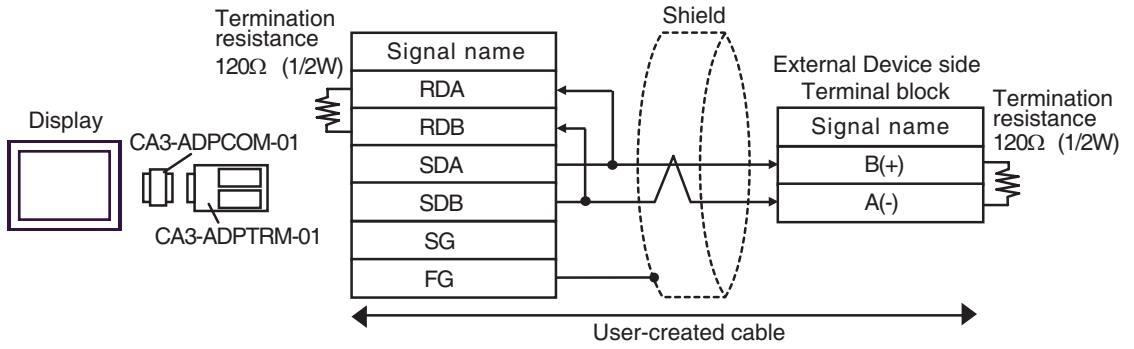 Display
CA3-ADPCOM-01
CA3-ADPTRM-01
Termination
resistance
120Ω (1/2W)
Signal name
RDA
RDB
SDA
SDB
SG
FG
Shield
External Device side
Terminal block
Signal name
B(+)
A(-)
Termination
resistance
120Ω (1/2W)
User-created cable